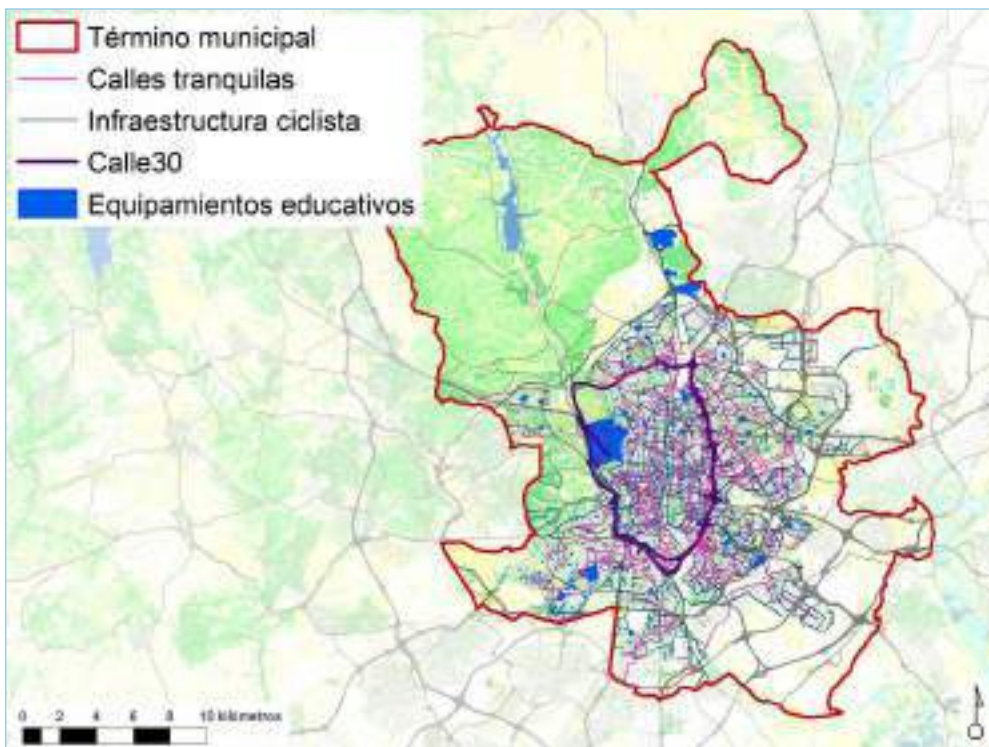 Término municipal
Calles tranquilas
Infraestructura ciclista
Calle30
Equipamientos educativos
0 2 4 6 8 10 kilómetros